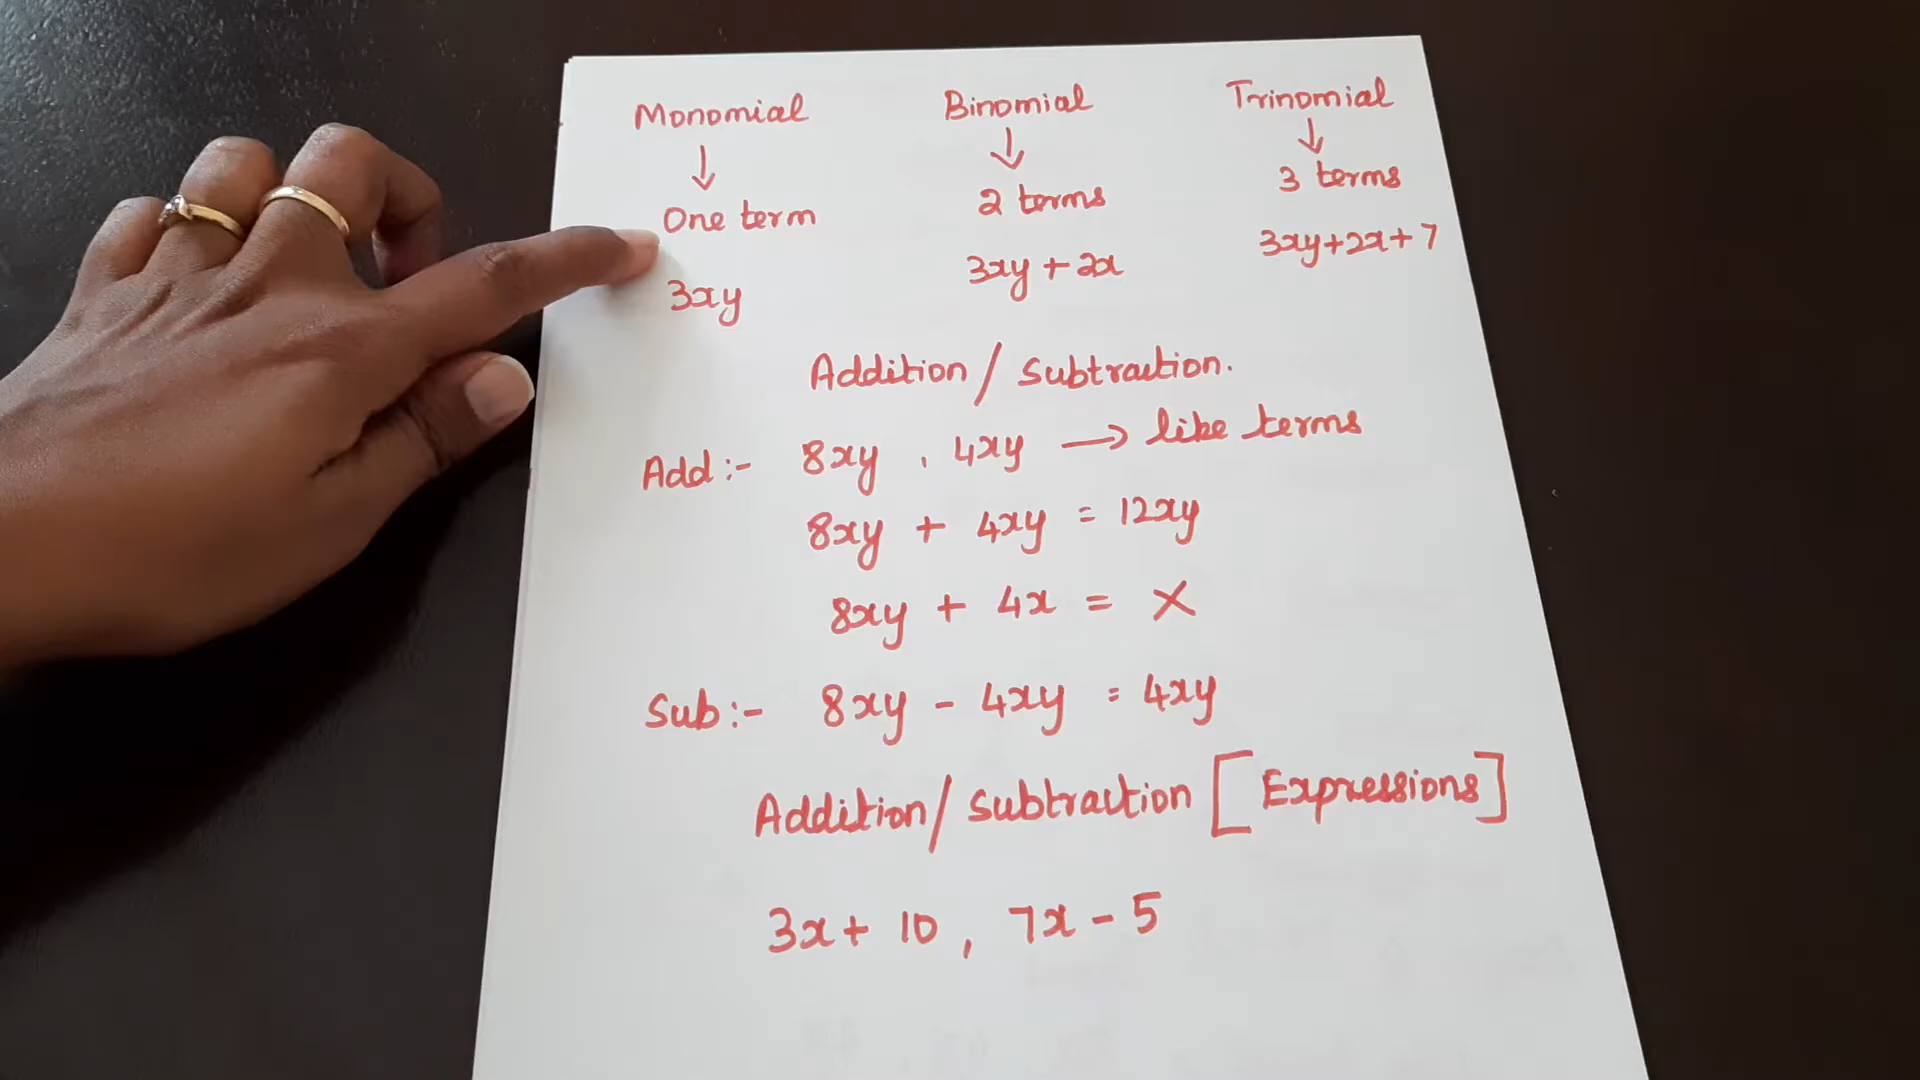 Monomial Binomial Trinomial
↓ ↓ ↓
One term 2 terms 3 terms
3xy 3xy + 2x 3xy+2x+7
Addition / Subtraction.
Add :- 8xy , 4xy → like terms
8xy + 4xy = 12xy
8xy + 4x = ×
Sub :- 8xy - 4xy = 4xy
Addition / Subtraction [Expressions]
3x + 10 , 7x - 5